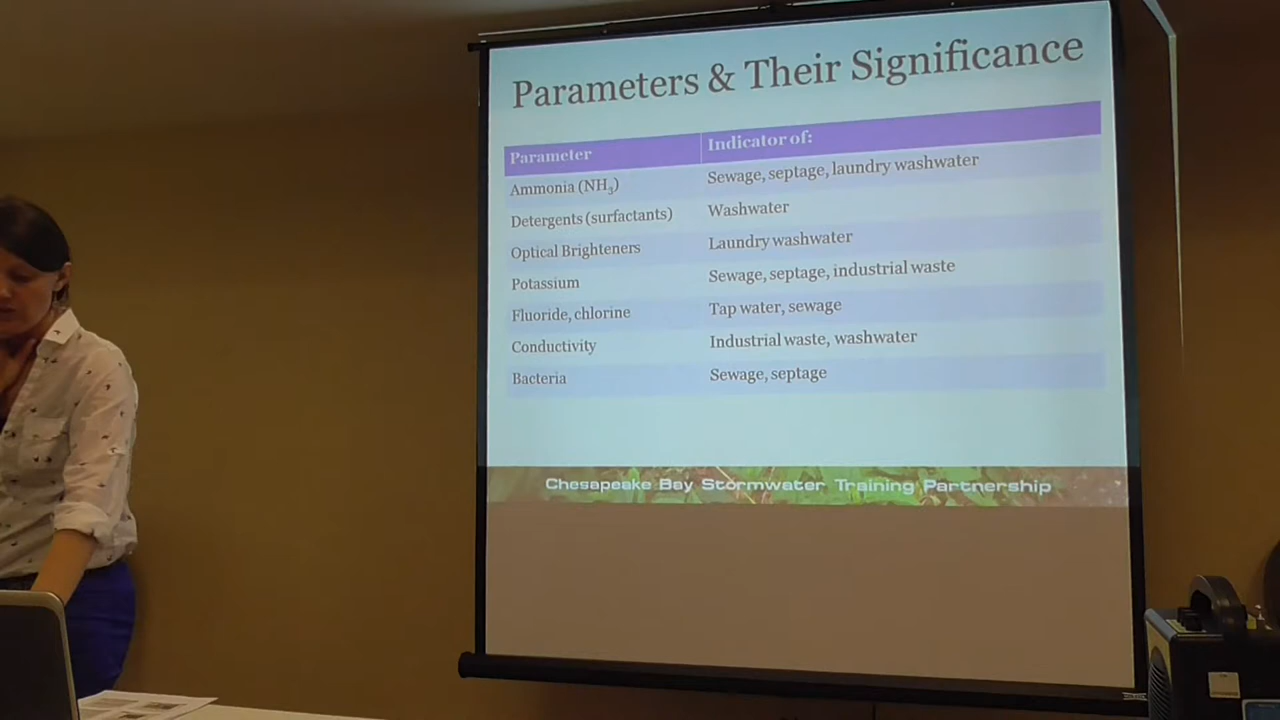 Parameters & Their Significance
Parameter Indicator of:
Ammonia (NH₃) Sewage, septage, laundry washwater
Detergents (surfactants) Washwater
Optical Brighteners Laundry washwater
Potassium Sewage, septage, industrial waste
Fluoride, chlorine Tap water, sewage
Conductivity Industrial waste, washwater
Bacteria Sewage, septage
Chesapeake Bay Stormwater Training Partnership